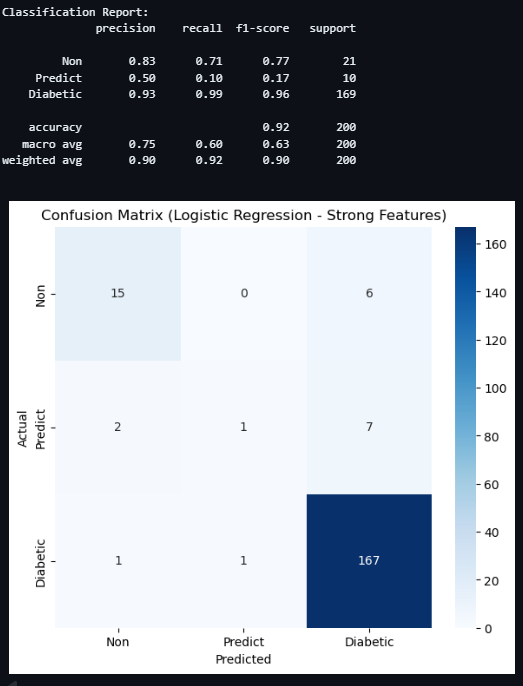 Classification Report:
precision recall f1-score support
Non 0.83 0.71 0.77 21
Predict 0.50 0.10 0.17 10
Diabetic 0.93 0.99 0.96 169
accuracy 0.92 200
macro avg 0.75 0.60 0.63 200
weighted avg 0.90 0.92 0.90 200
Confusion Matrix (Logistic Regression - Strong Features)
Actual
Non 15 0 6
Predict 2 1 7
Diabetic 1 1 167
Non Predict Diabetic
Predicted
160
140
120
100
80
60
40
20
0